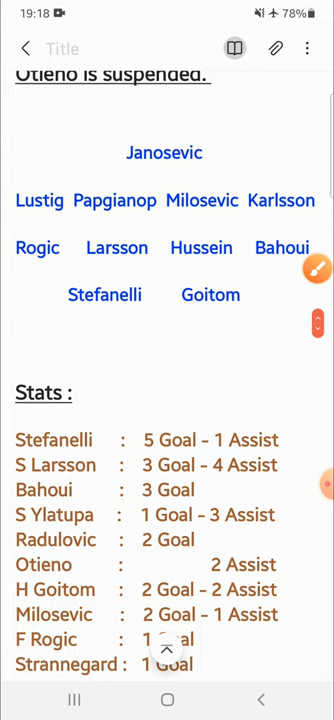 19:18 78%
Title
Otieno is suspended.
Janosevic
Lustig Papgianop Milosevic Karlsson
Rogic Larsson Hussein Bahoui
Stefanelli Goitom
Stats :
Stefanelli : 5 Goal - 1 Assist
S Larsson : 3 Goal - 4 Assist
Bahoui : 3 Goal
S Ylatupa : 1 Goal - 3 Assist
Radulovic : 2 Goal
Otieno : 2 Assist
H Goitom : 2 Goal - 2 Assist
Milosevic : 2 Goal - 1 Assist
F Rogic : 1 Goal
Strannegard : 1 Goal